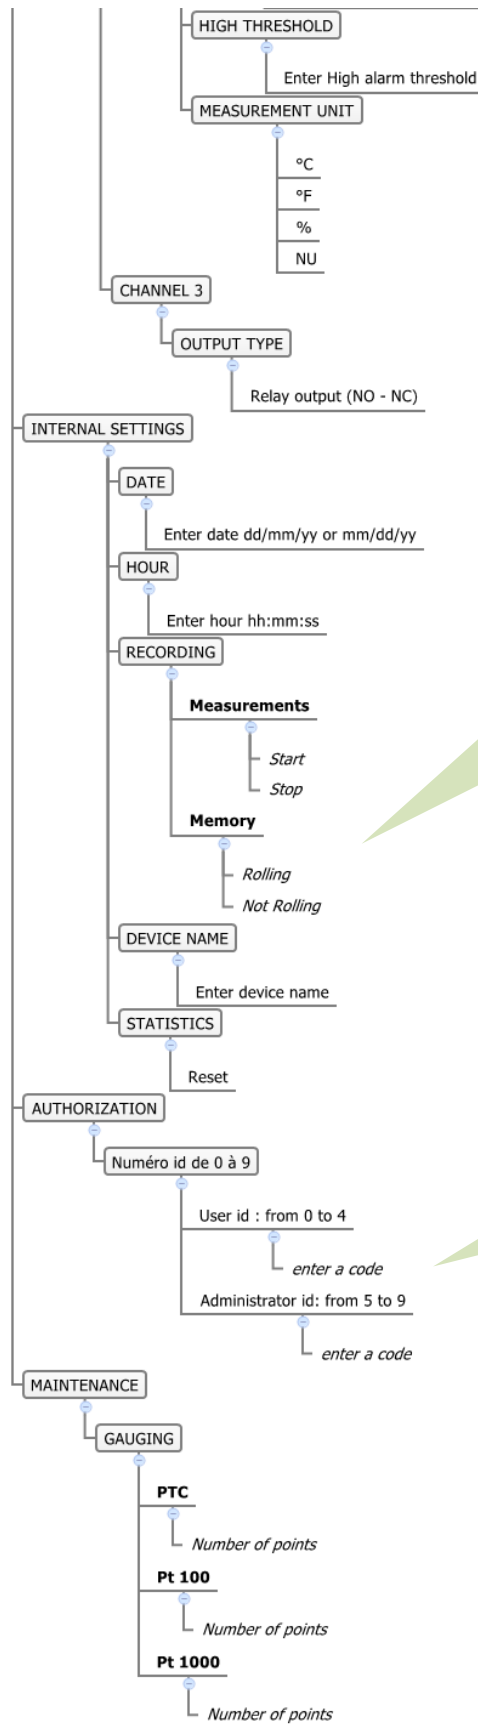 HIGH THRESHOLD
Enter High alarm threshold
MEASUREMENT UNIT
°C
°F
%
NU
CHANNEL 3
OUTPUT TYPE
Relay output (NO - NC)
INTERNAL SETTINGS
DATE
Enter date dd/mm/yy or mm/dd/yy
HOUR
Enter hour hh:mm:ss
RECORDING
Measurements
Start
Stop
Memory
Rolling
Not Rolling
DEVICE NAME
Enter device name
STATISTICS
Reset
AUTHORIZATION
Numéro id de 0 à 9
User id : from 0 to 4
enter a code
Administrator id: from 5 to 9
enter a code
MAINTENANCE
GAUGING
PTC
Number of points
Pt 100
Number of points
Pt 1000
Number of points